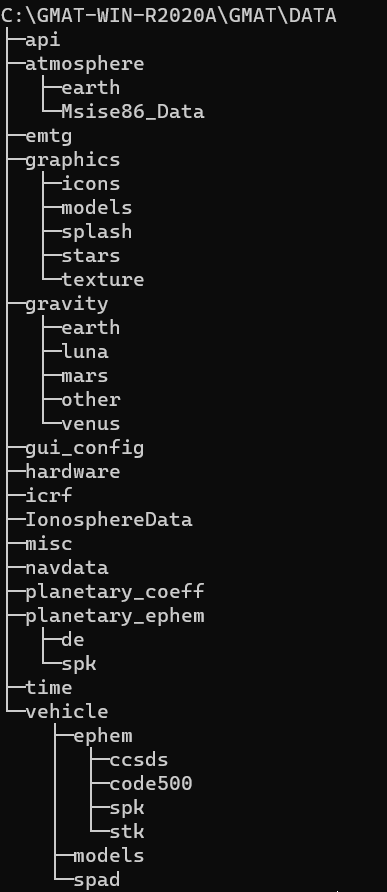 C:\GMAT-WIN-R2020A\GMAT\DATA
├─api
├─atmosphere
│  ├─earth
│  └─Msise86_Data
├─emtg
├─graphics
│  ├─icons
│  ├─models
│  ├─splash
│  ├─stars
│  └─texture
├─gravity
│  ├─earth
│  ├─luna
│  ├─mars
│  ├─other
│  └─venus
├─gui_config
├─hardware
├─icrf
├─IonosphereData
├─misc
├─navdata
├─planetary_coeff
├─planetary_ephem
│  ├─de
│  └─spk
├─time
└─vehicle
    ├─ephem
    │  ├─ccsds
    │  ├─code500
    │  ├─spk
    │  └─stk
    ├─models
    └─spad